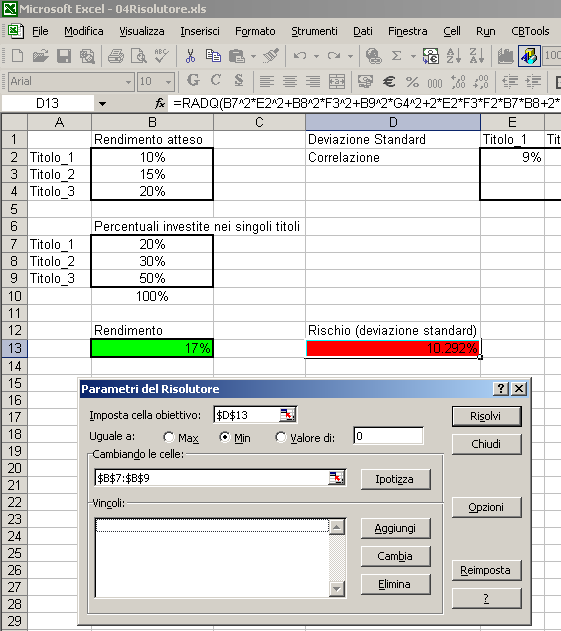 Microsoft Excel - 04Risolutore.xls
File Modifica Visualizza Inserisci Formato Strumenti Dati Finestra Cell Run CBTools
100
Arial 10 G C S € % 000
D13 fx =RADQ(B7^2*E2^2+B8^2*F3^2+B9^2*G4^2+2*E2*F3*F2*B7*B8+2*
A B C D E
1 Rendimento atteso Deviazione Standard Titolo_1 Tit
2 Titolo_1 10% Correlazione 9%
3 Titolo_2 15%
4 Titolo_3 20%
5
6 Percentuali investite nei singoli titoli
7 Titolo_1 20%
8 Titolo_2 30%
9 Titolo_3 50%
10 100%
11
12 Rendimento Rischio (deviazione standard)
13 17% 10.292%
14
15
16
17
18
19
20
21
22
23
24
25
26
27
28
29
Parametri del Risolutore
Imposta cella obiettivo: $D$13 Risolvi
Uguale a: Max Min Valore di: 0 Chiudi
Cambiando le celle:
$B$7:$B$9 Ipotizza
Vincoli: Opzioni
Aggiungi
Cambia
Elimina
Reimposta
?